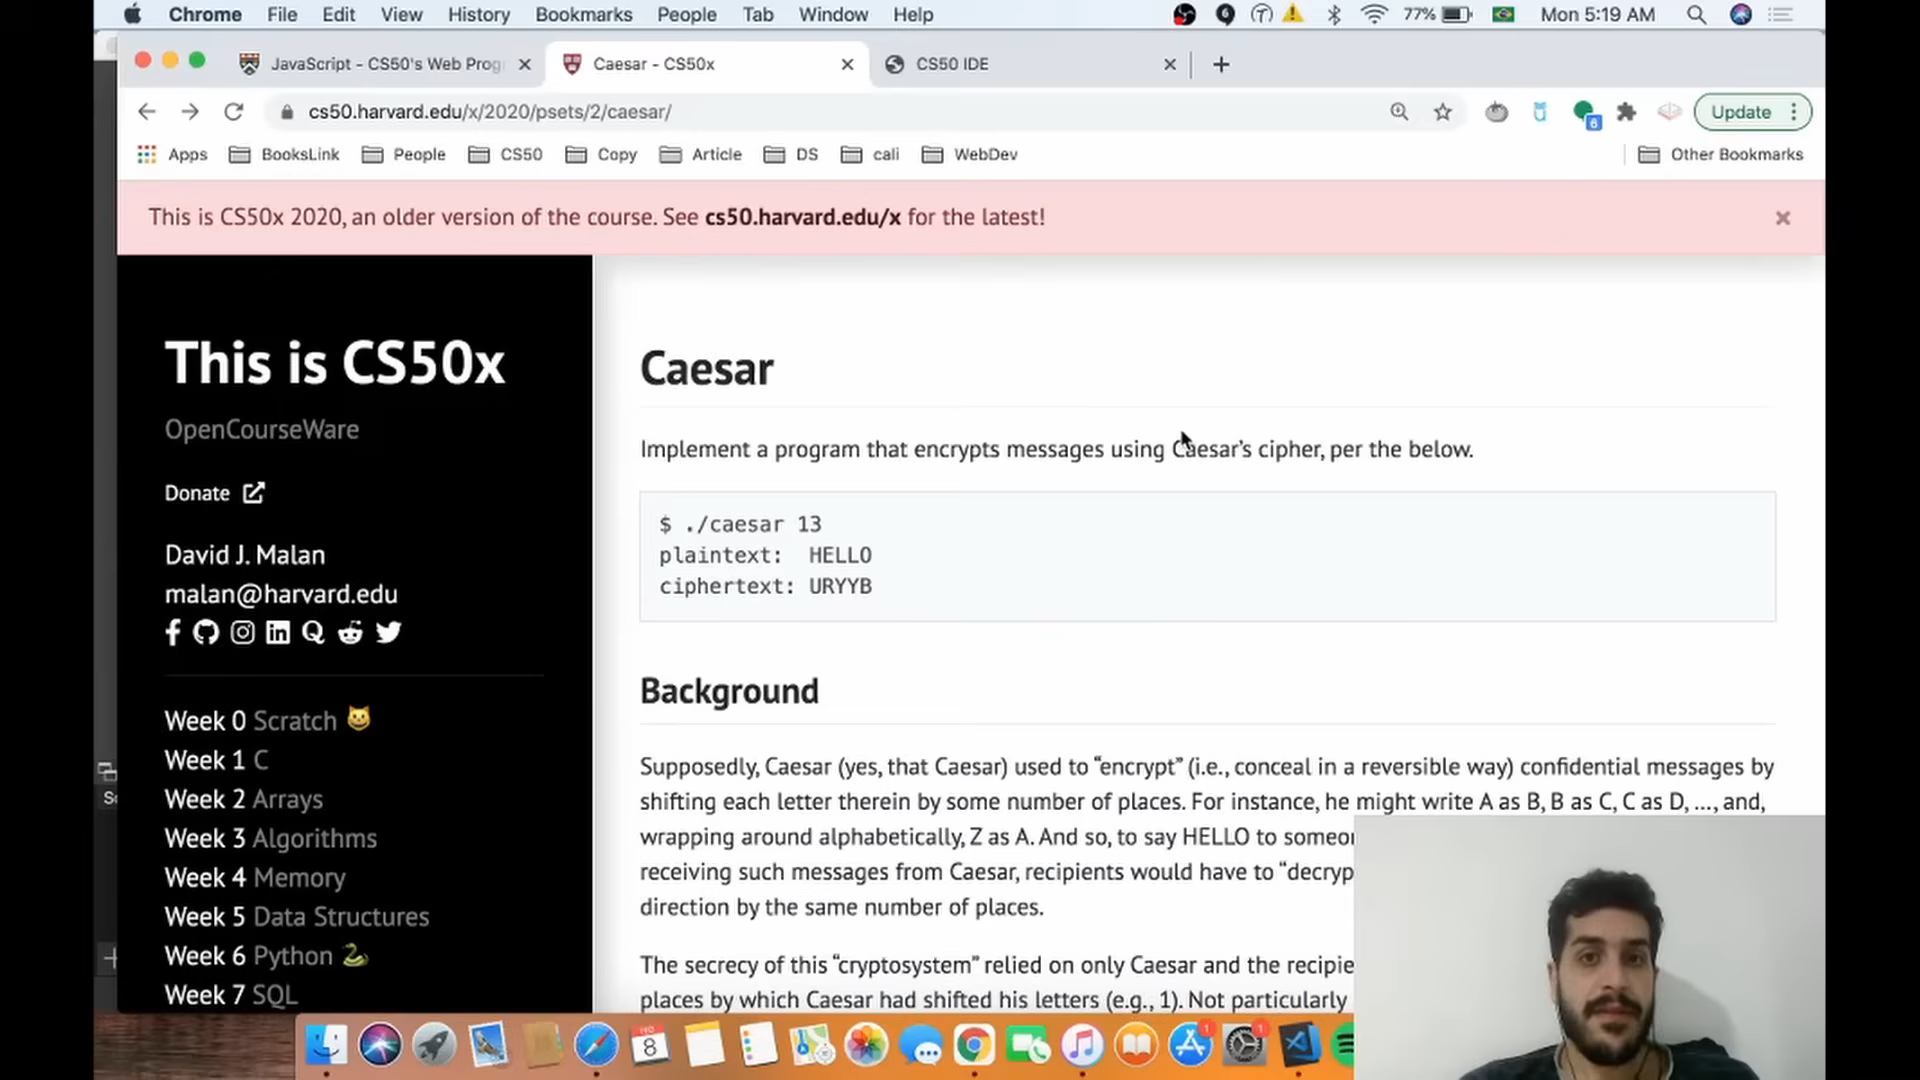 Chrome File Edit View History Bookmarks People Tab Window Help 77% Mon 5:19 AM
JavaScript - CS50's Web Prog Caesar - CS50x CS50 IDE
cs50.harvard.edu/x/2020/psets/2/caesar/ 6 Update
Apps BooksLink People CS50 Copy Article DS cali WebDev Other Bookmarks
This is CS50x 2020, an older version of the course. See cs50.harvard.edu/x for the latest!
This is CS50x
OpenCourseWare
Donate
David J. Malan
malan@harvard.edu
Week 0 Scratch
Week 1 C
Week 2 Arrays
Week 3 Algorithms
Week 4 Memory
Week 5 Data Structures
Week 6 Python
Week 7 SQL
Caesar
Implement a program that encrypts messages using Caesar's cipher, per the below.
$ ./caesar 13
plaintext: HELLO
ciphertext: URYYB
Background
Supposedly, Caesar (yes, that Caesar) used to “encrypt” (i.e., conceal in a reversible way) confidential messages by
shifting each letter therein by some number of places. For instance, he might write A as B, B as C, C as D, …, and,
wrapping around alphabetically, Z as A. And so, to say HELLO to someon
receiving such messages from Caesar, recipients would have to “decryp
direction by the same number of places.
The secrecy of this “cryptosystem” relied on only Caesar and the recipie
places by which Caesar had shifted his letters (e.g., 1). Not particularly
8
1
1